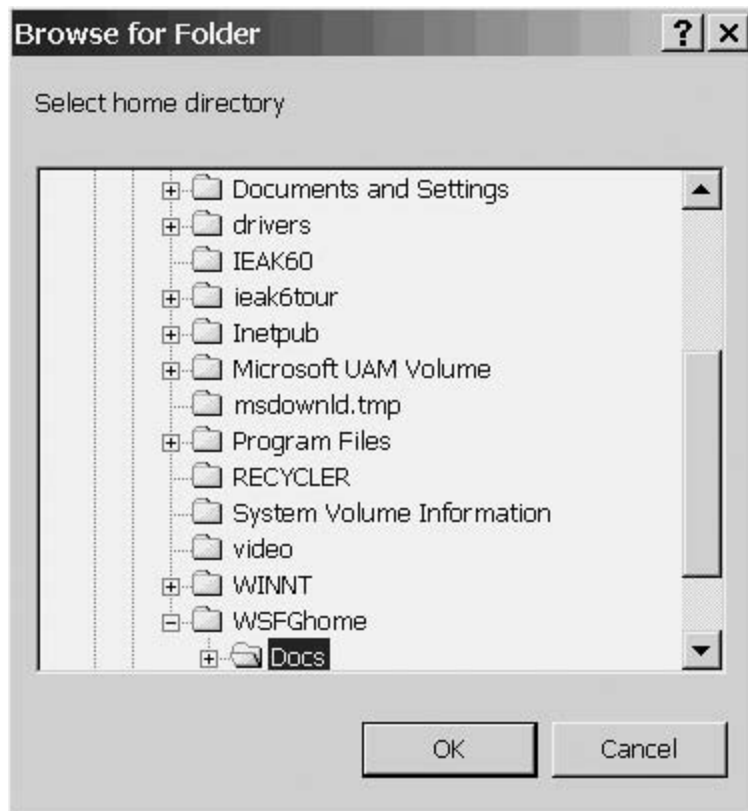 Browse for Folder
Select home directory
Documents and Settings
drivers
IEAK60
ieak6tour
Inetpub
Microsoft UAM Volume
msdownld.tmp
Program Files
RECYCLER
System Volume Information
video
WINNT
WSFGhome
Docs
OK Cancel